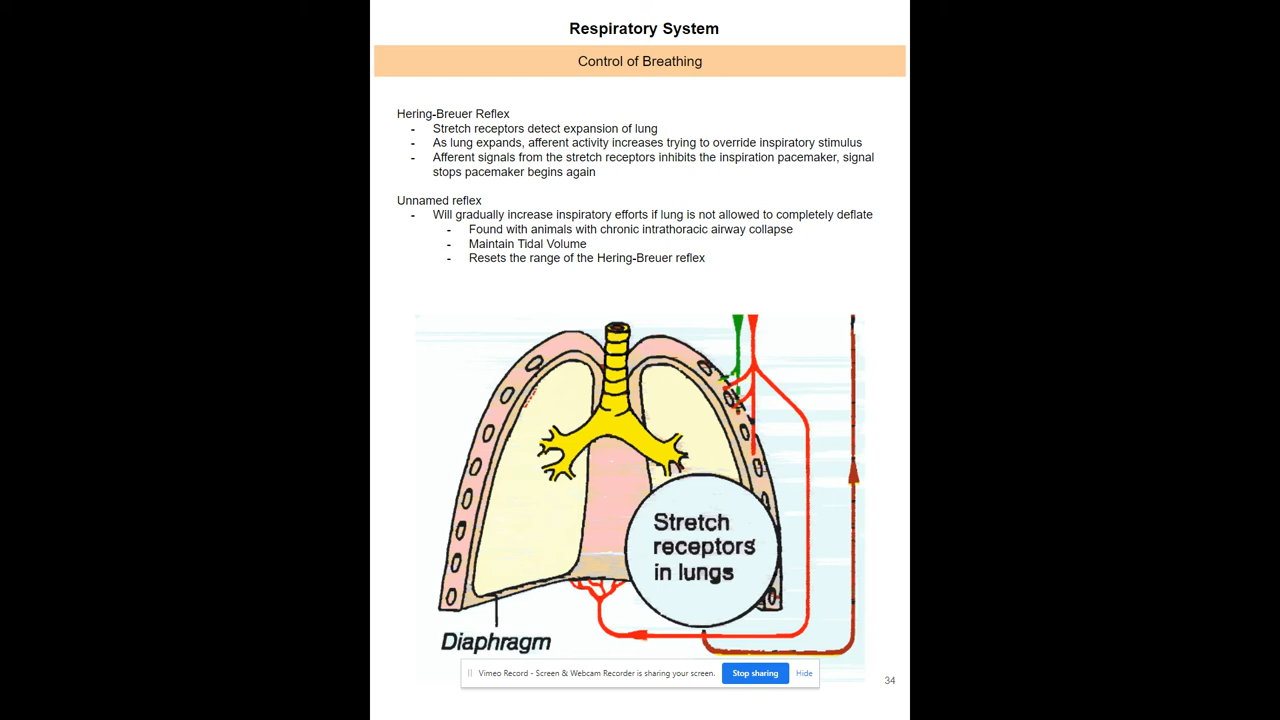 Respiratory System
Control of Breathing
Hering-Breuer Reflex
- Stretch receptors detect expansion of lung
- As lung expands, afferent activity increases trying to override inspiratory stimulus
- Afferent signals from the stretch receptors inhibits the inspiration pacemaker, signal
stops pacemaker begins again
Unnamed reflex
- Will gradually increase inspiratory efforts if lung is not allowed to completely deflate
- Found with animals with chronic intrathoracic airway collapse
- Maintain Tidal Volume
- Resets the range of the Hering-Breuer reflex
Stretch
receptors
in lungs
Diaphragm
Vimeo Record - Screen & Webcam Recorder is sharing your screen. Stop sharing Hide
34